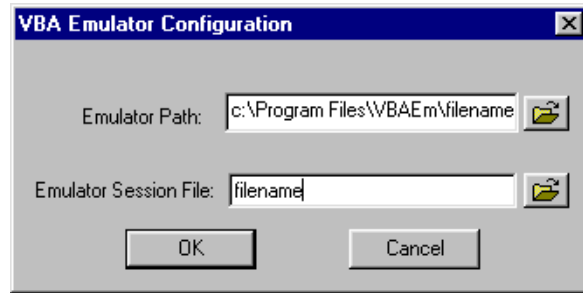 VBA Emulator Configuration
Emulator Path: c:\Program Files\VBAEm\filename
Emulator Session File: filename
OK Cancel